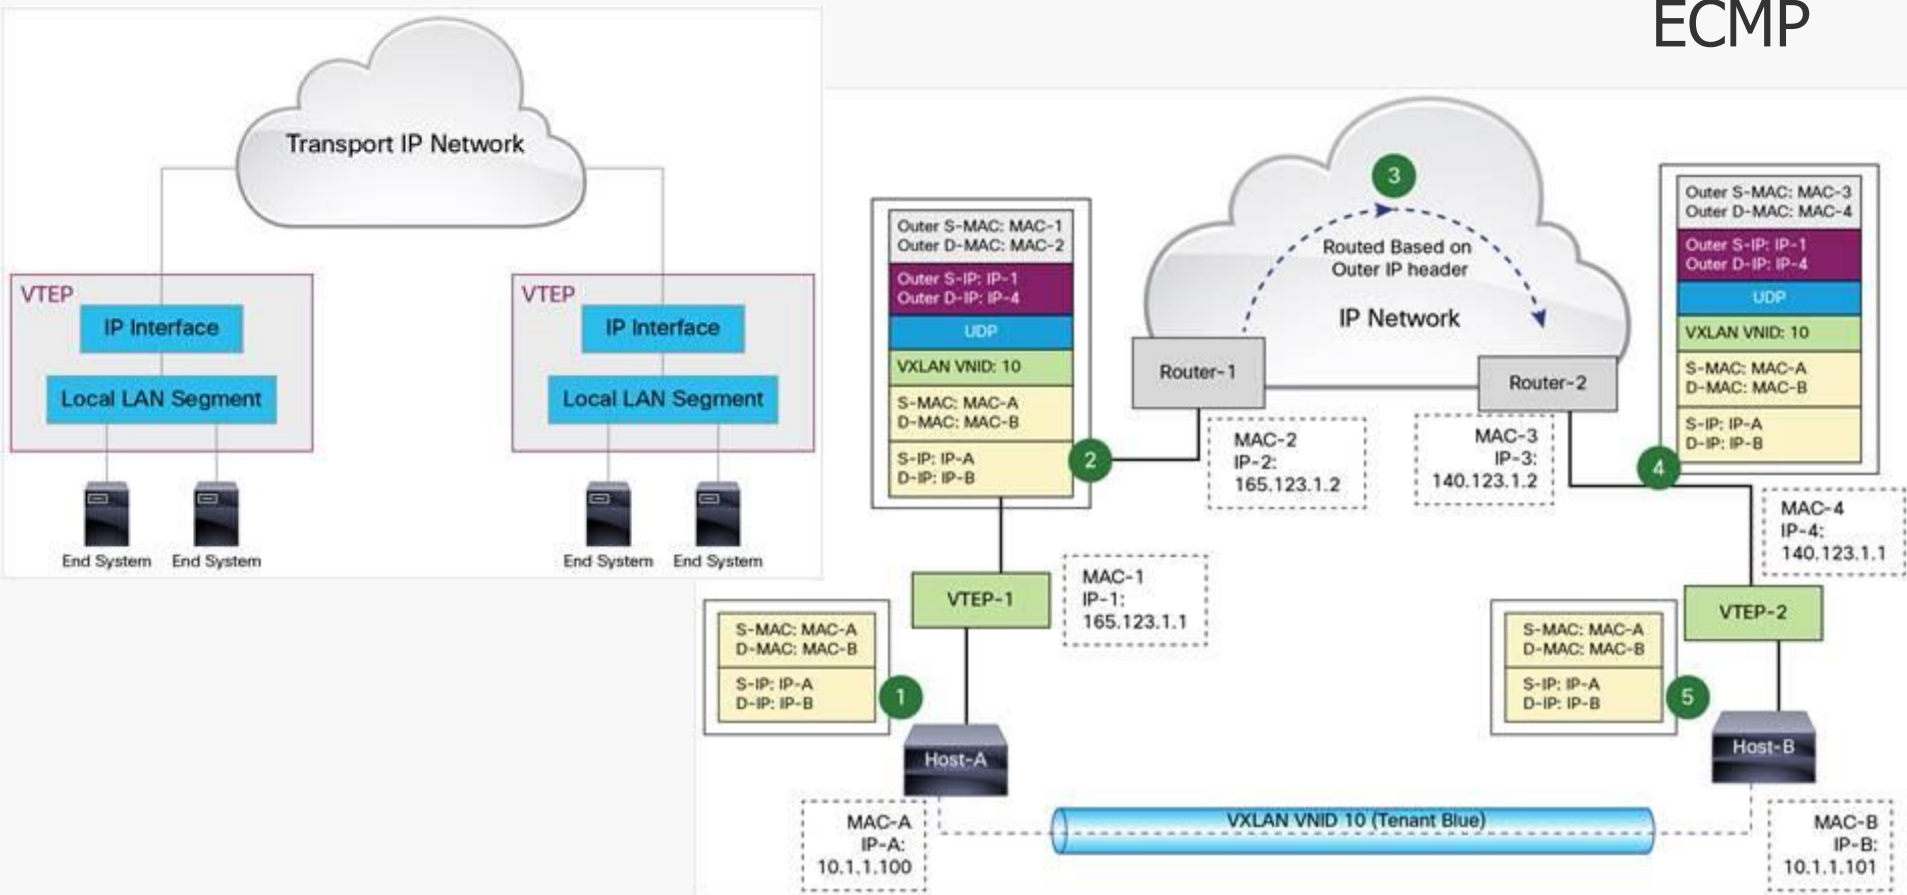 ECMP
Transport IP Network
VTEP
IP Interface
Local LAN Segment
End System
End System
VTEP
IP Interface
Local LAN Segment
End System
End System
Outer S-MAC: MAC-1
Outer D-MAC: MAC-2
Outer S-IP: IP-1
Outer D-IP: IP-4
UDP
VXLAN VNID: 10
S-MAC: MAC-A
D-MAC: MAC-B
S-IP: IP-A
D-IP: IP-B
2
3
Routed Based on
Outer IP header
IP Network
Router-1
Router-2
MAC-2
IP-2:
165.123.1.2
MAC-3
IP-3:
140.123.1.2
Outer S-MAC: MAC-3
Outer D-MAC: MAC-4
Outer S-IP: IP-1
Outer D-IP: IP-4
UDP
VXLAN VNID: 10
S-MAC: MAC-A
D-MAC: MAC-B
S-IP: IP-A
D-IP: IP-B
4
MAC-4
IP-4:
140.123.1.1
VTEP-1
MAC-1
IP-1:
165.123.1.1
VTEP-2
S-MAC: MAC-A
D-MAC: MAC-B
S-IP: IP-A
D-IP: IP-B
1
Host-A
S-MAC: MAC-A
D-MAC: MAC-B
S-IP: IP-A
D-IP: IP-B
5
Host-B
MAC-A
IP-A:
10.1.1.100
VXLAN VNID 10 (Tenant Blue)
MAC-B
IP-B:
10.1.1.101